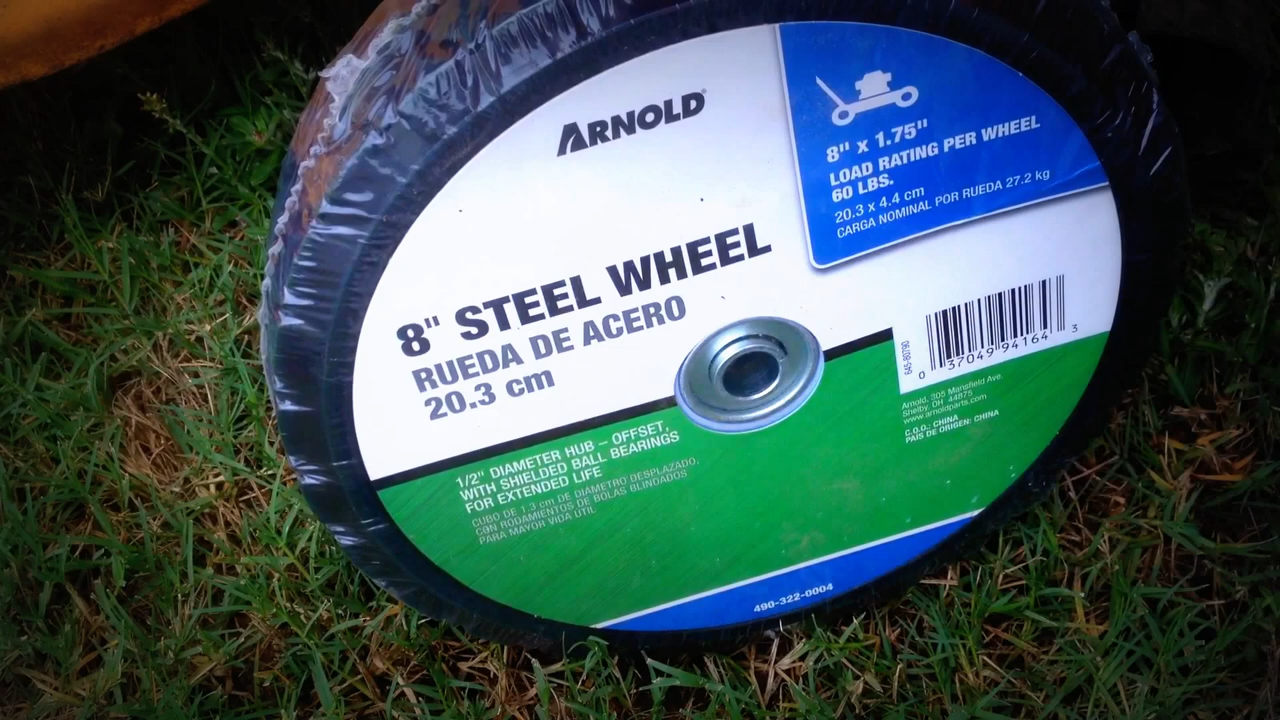 ARNOLD®
8" X 1.75"
LOAD RATING PER WHEEL
60 LBS.
20.3 x 4.4 cm
CARGA NOMINAL POR RUEDA 27.2 kg
8" STEEL WHEEL
RUEDA DE ACERO
20.3 cm
1/2" DIAMETER HUB – OFFSET,
WITH SHIELDED BALL BEARINGS
FOR EXTENDED LIFE
CUBO DE 1.3 cm DE DIAMETRO DESPLAZADO,
CON RODAMIENTOS DE BOLAS BLINDADOS
PARA MAYOR VIDA UTIL
645-80790
0 37049 94164 3
Arnold, 305 Mansfield Ave.
Shelby, OH 44875
www.arnoldparts.com
C.O.O.: CHINA
PAÍS DE ORIGEN: CHINA
490-322-0004